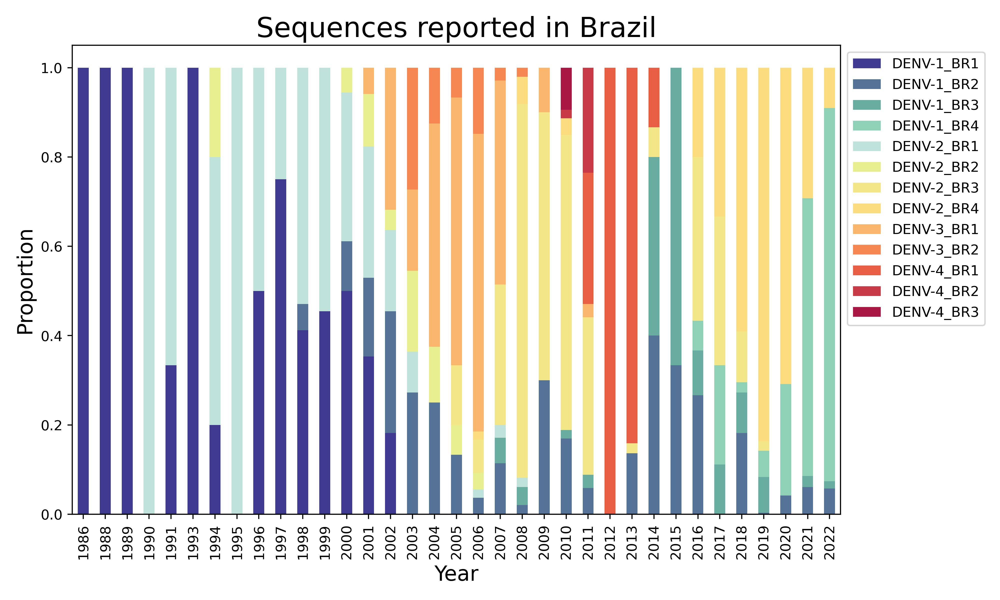 Sequences reported in Brazil
Proportion
1.0
0.8
0.6
0.4
0.2
0.0
1986
1988
1989
1990
1991
1993
1994
1995
1996
1997
1998
1999
2000
2001
2002
2003
2004
2005
2006
2007
2008
2009
2010
2011
2012
2013
2014
2015
2016
2017
2018
2019
2020
2021
2022
Year
DENV-1_BR1
DENV-1_BR2
DENV-1_BR3
DENV-1_BR4
DENV-2_BR1
DENV-2_BR2
DENV-2_BR3
DENV-2_BR4
DENV-3_BR1
DENV-3_BR2
DENV-4_BR1
DENV-4_BR2
DENV-4_BR3